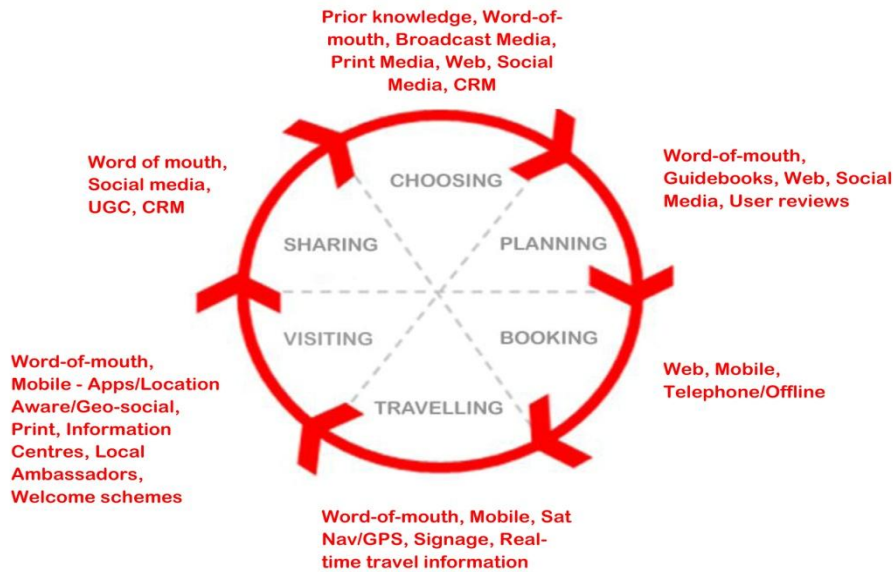 Prior knowledge, Word-of-
mouth, Broadcast Media,
Print Media, Web, Social
Media, CRM
CHOOSING
Word-of-mouth,
Guidebooks, Web, Social
Media, User reviews
PLANNING
BOOKING
Web, Mobile,
Telephone/Offline
TRAVELLING
Word-of-mouth, Mobile, Sat
Nav/GPS, Signage, Real-
time travel information
VISITING
Word-of-mouth,
Mobile - Apps/Location
Aware/Geo-social,
Print, Information
Centres, Local
Ambassadors,
Welcome schemes
SHARING
Word of mouth,
Social media,
UGC, CRM